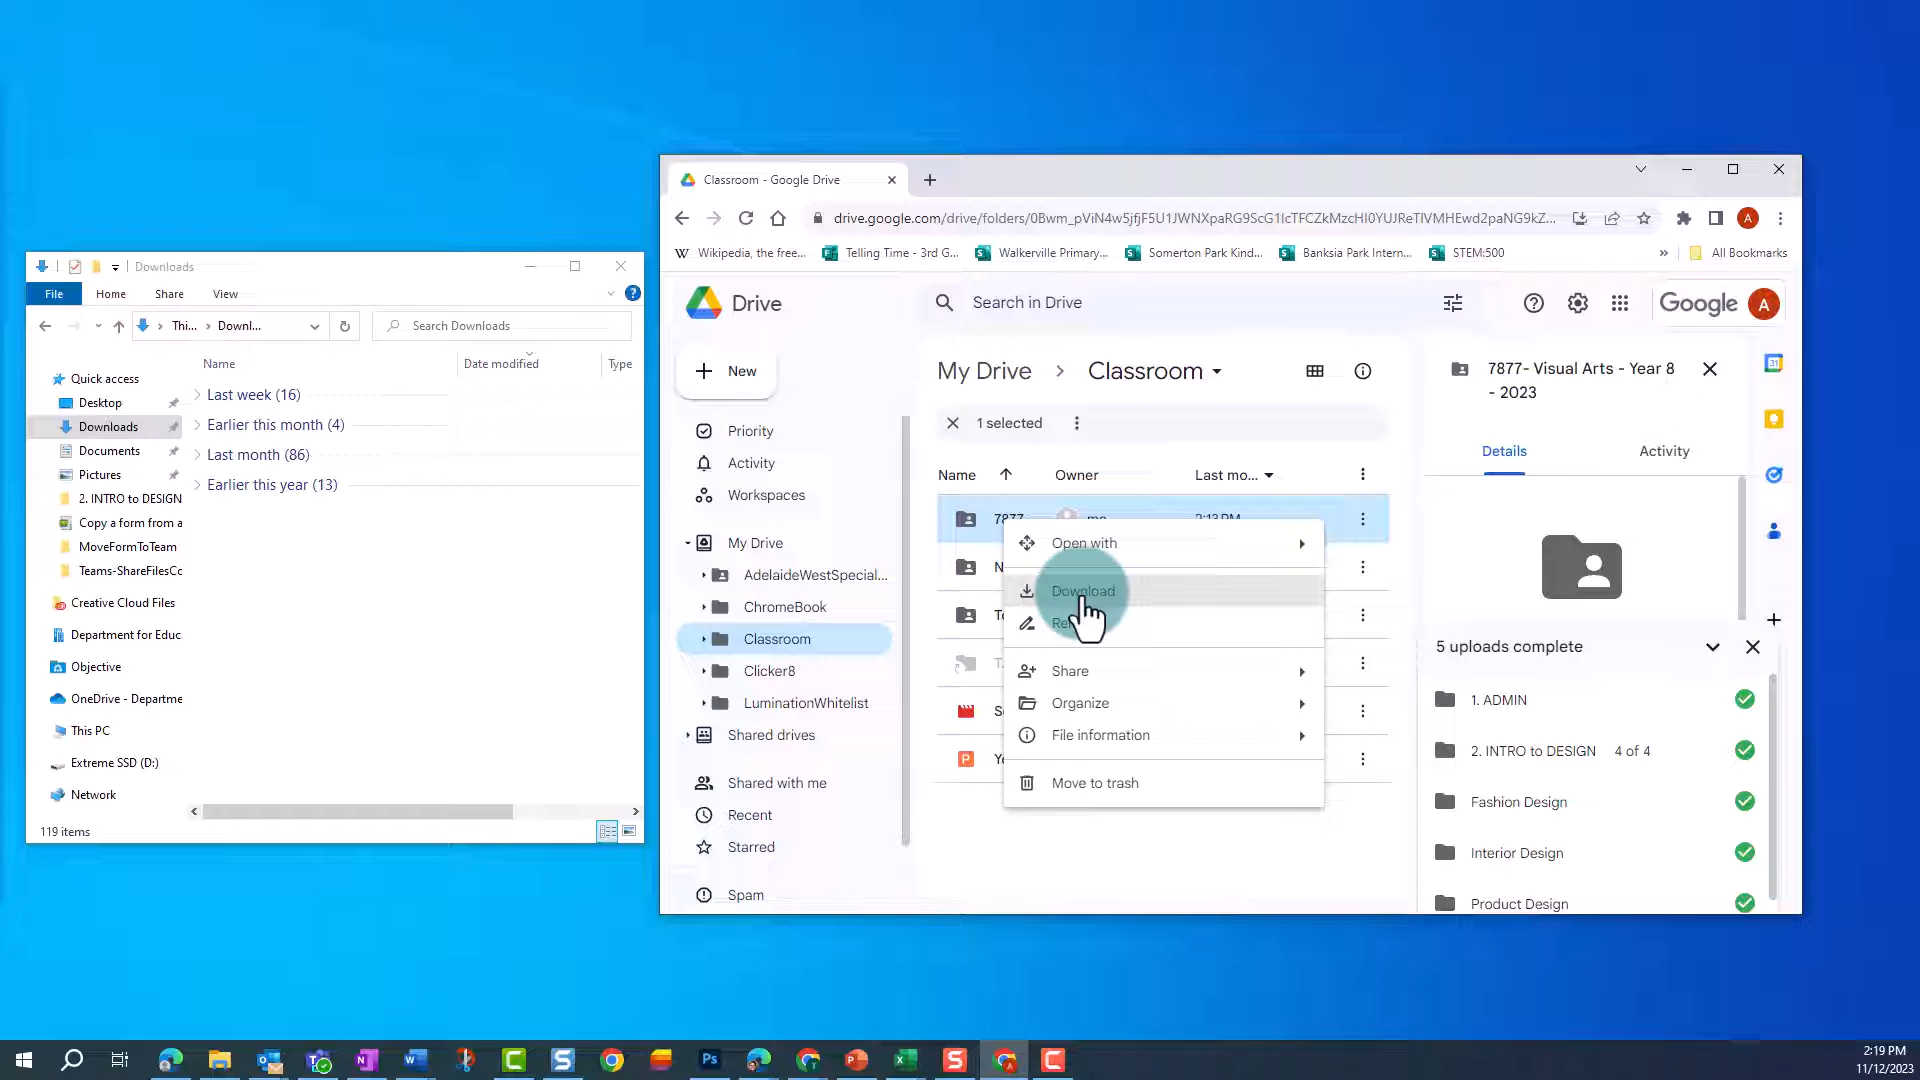 Downloads
File Home Share View
Thi... Downl...
Search Downloads
Name Date modified Type
Quick access
Desktop
Downloads
Documents
Pictures
2. INTRO to DESIGN
Copy a form from a
MoveFormToTeam
Teams-ShareFilesCc
Creative Cloud Files
Department for Educ
Objective
OneDrive - Departme
This PC
Extreme SSD (D:)
Network
Last week (16)
Earlier this month (4)
Last month (86)
Earlier this year (13)
119 items
Classroom - Google Drive
drive.google.com/drive/folders/0Bwm_pViN4w5jfjF5U1JWNXpaRG9ScG1IcTFCZkMzcHI0YUJReTlVMHEwd2paNG9kZ...
Wikipedia, the free... Telling Time - 3rd G... Walkerville Primary... Somerton Park Kind... Banksia Park Intern... STEM:500 » All Bookmarks
Drive
Search in Drive
Google A
New
Priority
Activity
Workspaces
My Drive
AdelaideWestSpecial...
ChromeBook
Classroom
Clicker8
LuminationWhitelist
Shared drives
Shared with me
Recent
Starred
Spam
My Drive > Classroom
1 selected
Name Owner Last mo...
7877 me 2:13 PM
Open with
Download
Share
Organize
File information
Move to trash
7877- Visual Arts - Year 8
- 2023
Details Activity
5 uploads complete
1. ADMIN
2. INTRO to DESIGN 4 of 4
Fashion Design
Interior Design
Product Design
2:19 PM
11/12/2023